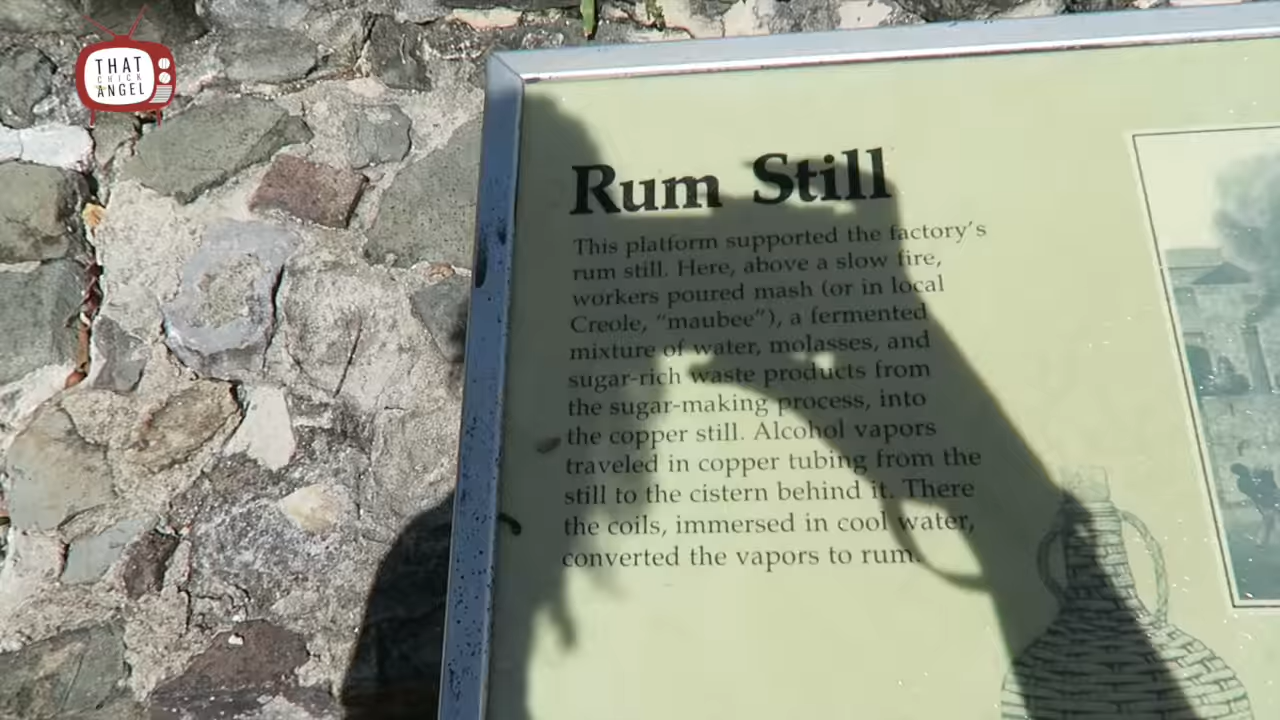 THAT
CHICK
ANGEL
Rum Still
This platform supported the factory's
rum still. Here, above a slow fire,
workers poured mash (or in local
Creole, "maubee"), a fermented
mixture of water, molasses, and
sugar-rich waste products from
the sugar-making process, into
the copper still. Alcohol vapors
traveled in copper tubing from the
still to the cistern behind it. There
the coils, immersed in cool water,
converted the vapors to rum.